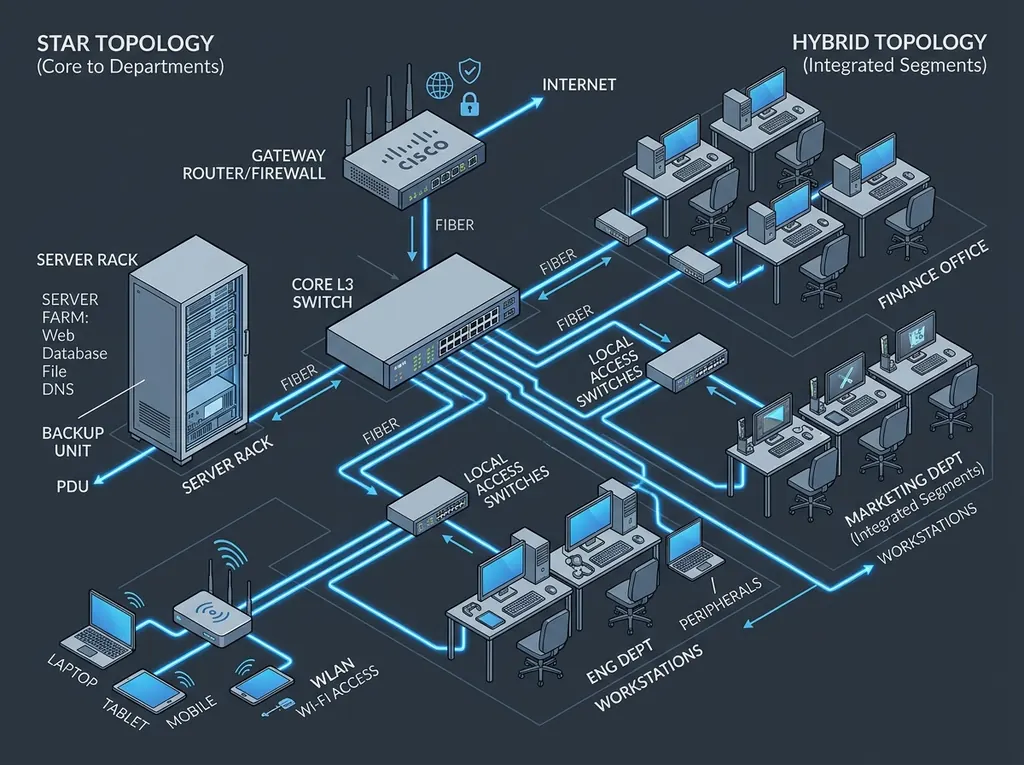 STAR TOPOLOGY
(Core to Departments)
HYBRID TOPOLOGY
(Integrated Segments)
INTERNET
CISCO
GATEWAY
ROUTER/FIREWALL
FIBER
SERVER RACK
SERVER
FARM:
Web
Database
File
DNS
BACKUP
UNIT
PDU
SERVER RACK
FIBER
CORE L3
SWITCH
FIBER
FIBER
FINANCE OFFICE
LOCAL
ACCESS
SWITCHES
FIBER
LOCAL
ACCESS
SWITCHES
MARKETING DEPT
(Integrated Segments)
WORKSTATIONS
PERIPHERALS
ENG DEPT
WORKSTATIONS
LAPTOP
TABLET
MOBILE
WLAN
WI-FI ACCESS